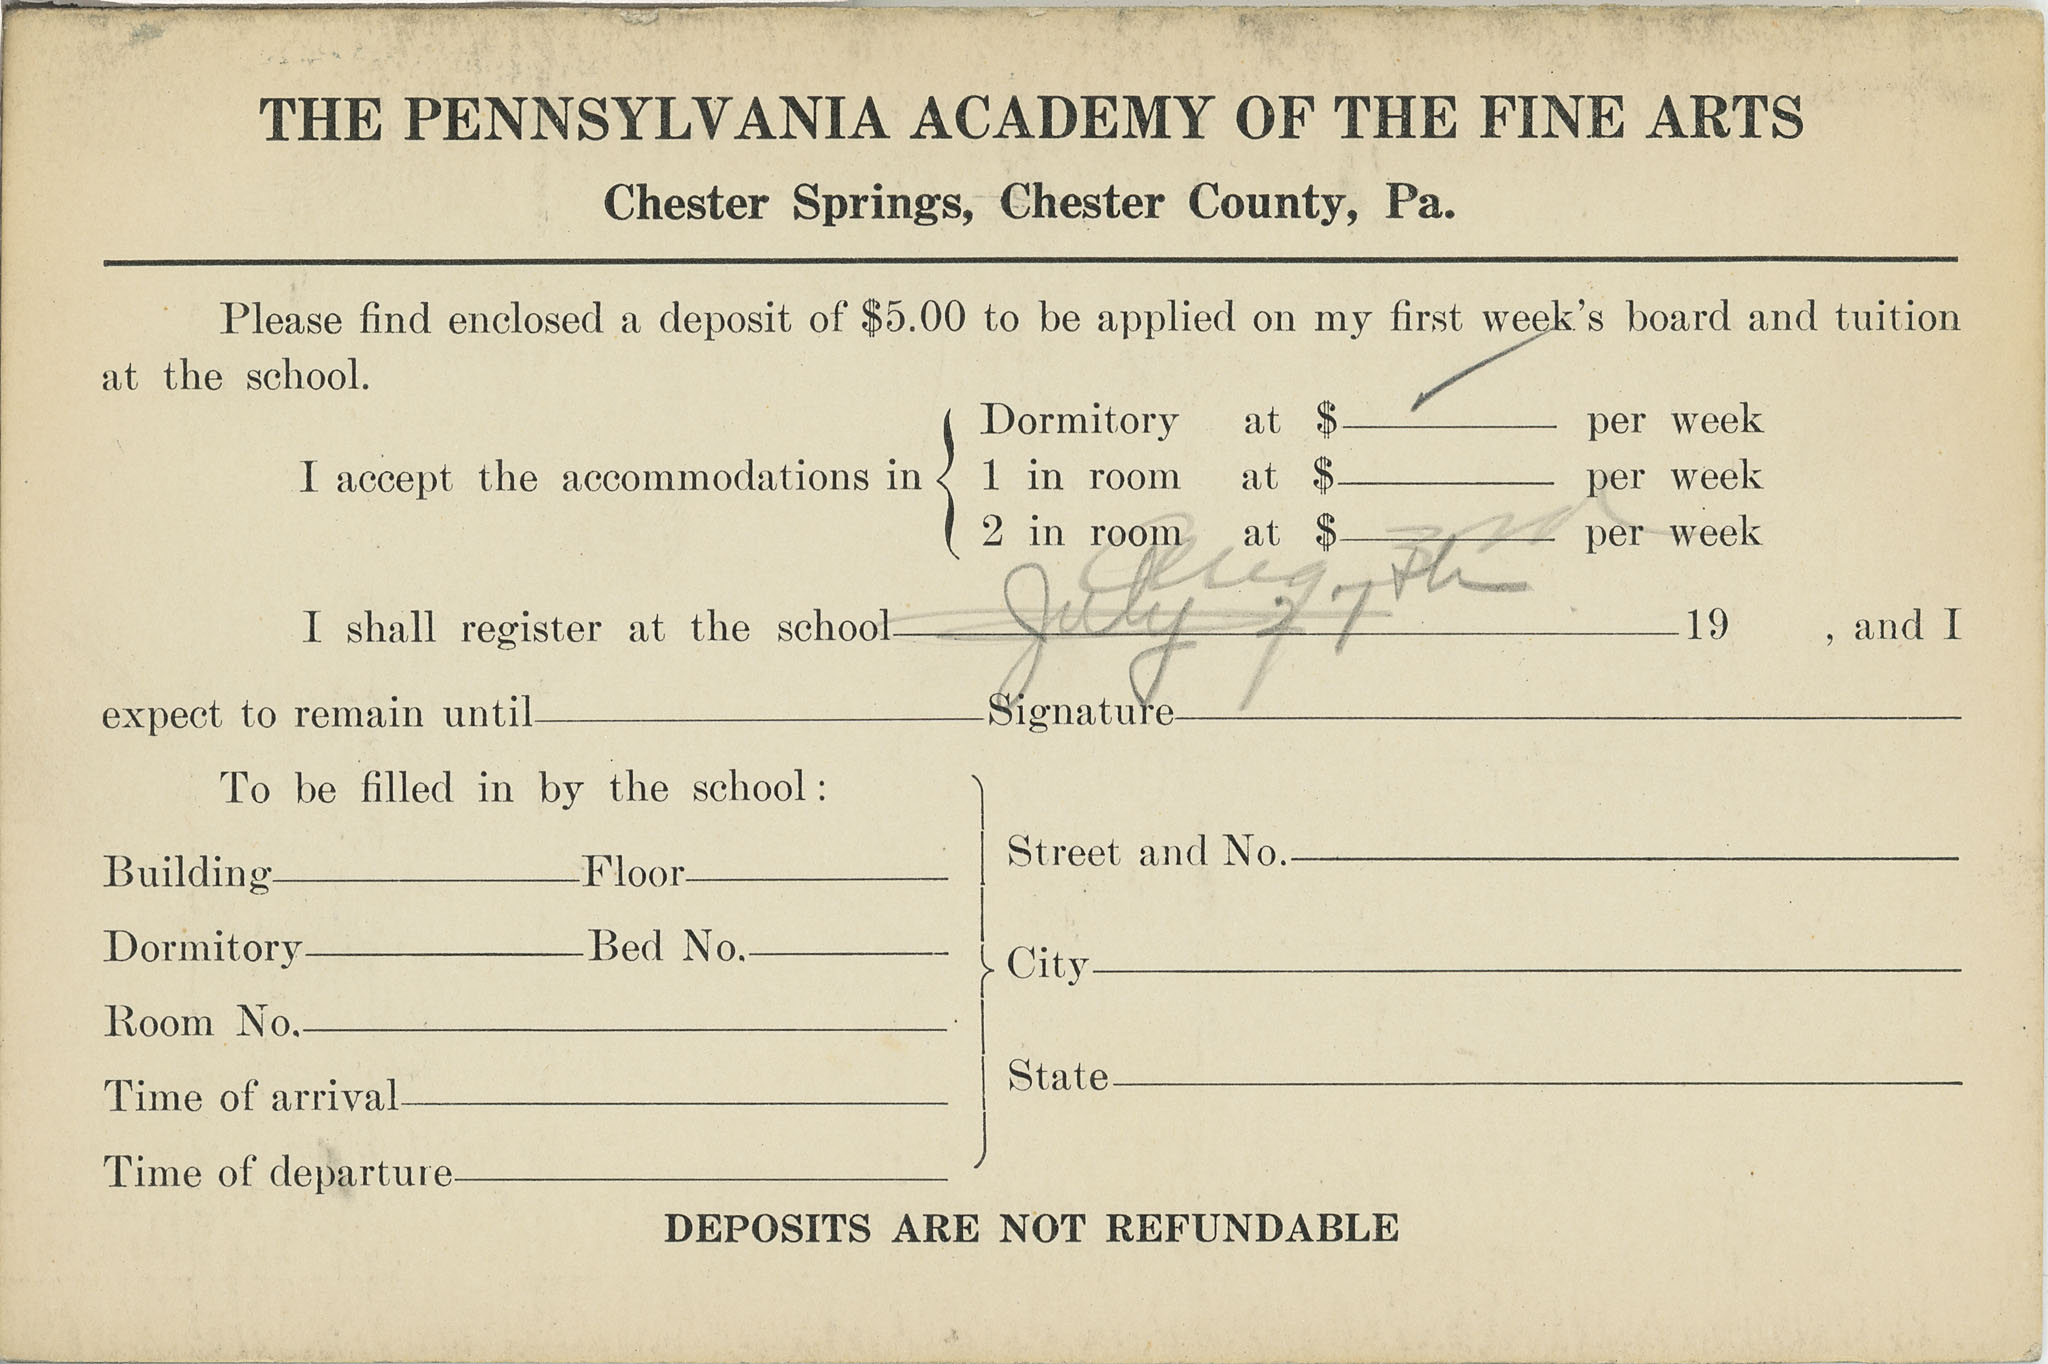 THE PENNSYLVANIA ACADEMY OF THE FINE ARTS
Chester Springs, Chester County, Pa.
Please find enclosed a deposit of $5.00 to be applied on my first week's board and tuition
at the school.
I accept the accommodations in
Dormitory at $ per week
1 in room at $ per week
2 in room at $ per week
Aug. 3rd
July 7th
I shall register at the school 19 , and I
expect to remain until Signature
To be filled in by the school:
Building Floor
Dormitory Bed No.
Room No.
Time of arrival
Time of departure
Street and No.
City
State
DEPOSITS ARE NOT REFUNDABLE